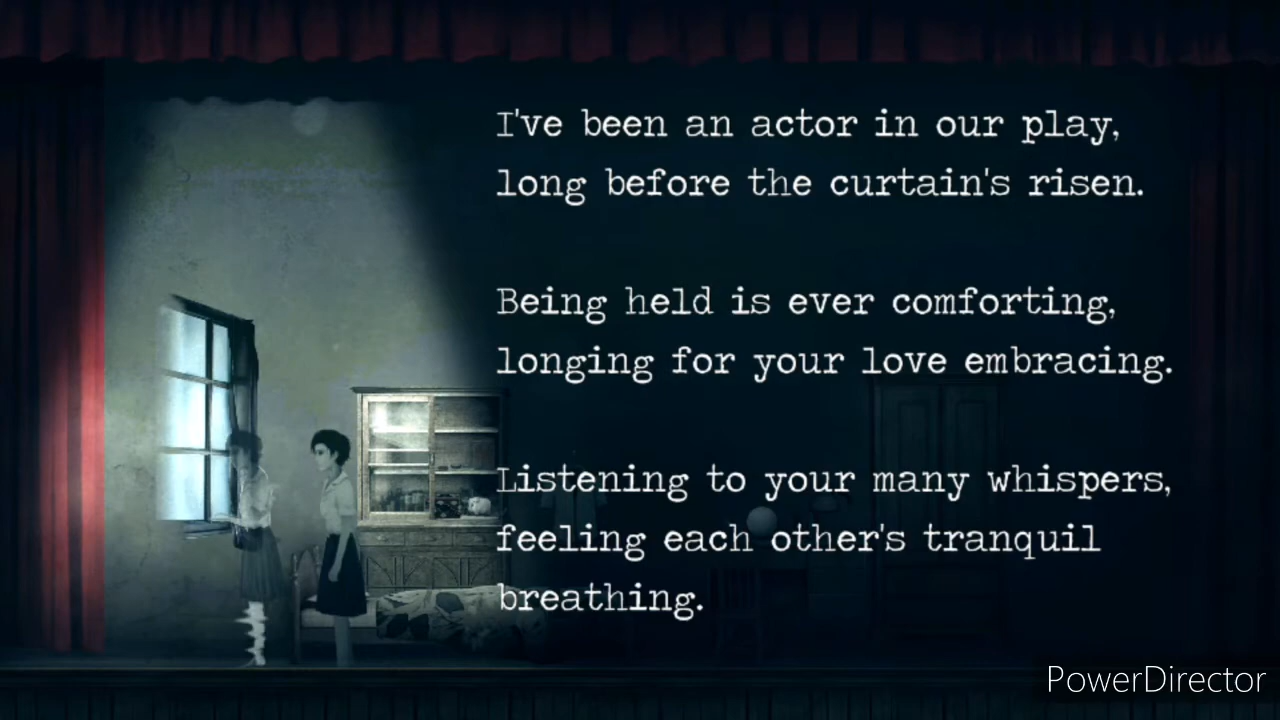 I've been an actor in our play,
long before the curtain's risen.
Being held is ever comforting,
longing for your love embracing.
Listening to your many whispers,
feeling each other's tranquil
breathing.
PowerDirector